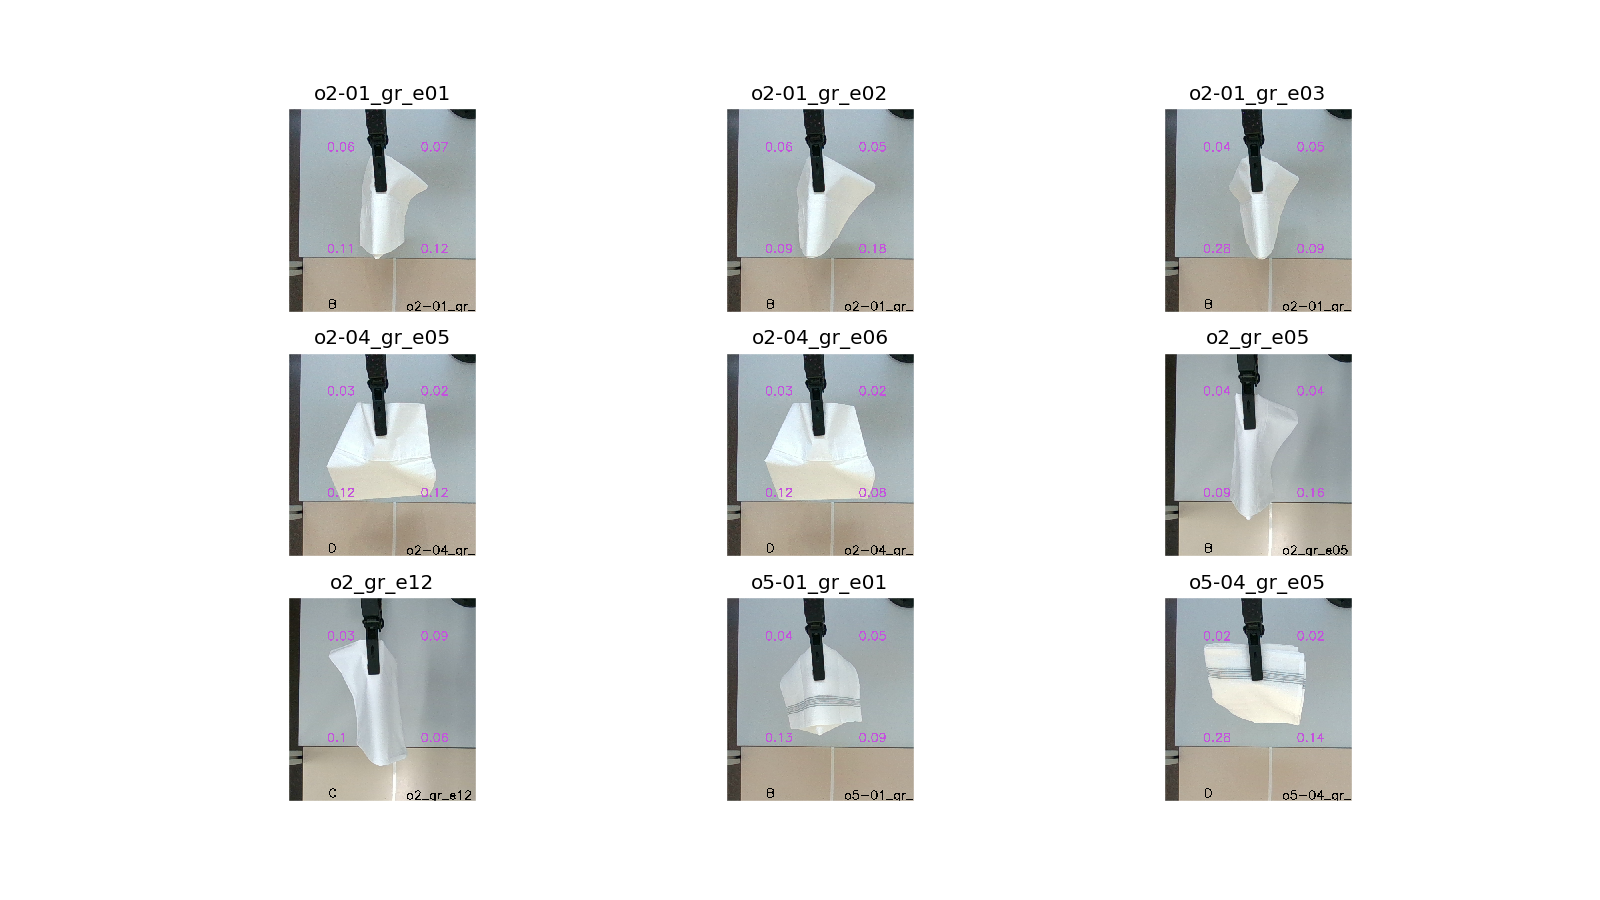 o2-01_gr_e01
o2-01_gr_e02
o2-01_gr_e03
0.06 0.07
0.06 0.05
0.04 0.05
0.11 0.12
0.09 0.18
0.28 0.09
B o2-01_gr_
B o2-01_gr_
B o2-01_gr_
o2-04_gr_e05
o2-04_gr_e06
o2_gr_e05
0.03 0.02
0.03 0.02
0.04 0.04
0.12 0.12
0.12 0.08
0.09 0.16
D o2-04_gr_
D o2-04_gr_
B o2_gr_e05
o2_gr_e12
o5-01_gr_e01
o5-04_gr_e05
0.03 0.09
0.04 0.05
0.02 0.02
0.1 0.06
0.13 0.09
0.28 0.14
C o2_gr_e12
B o5-01_gr_
D o5-04_gr_